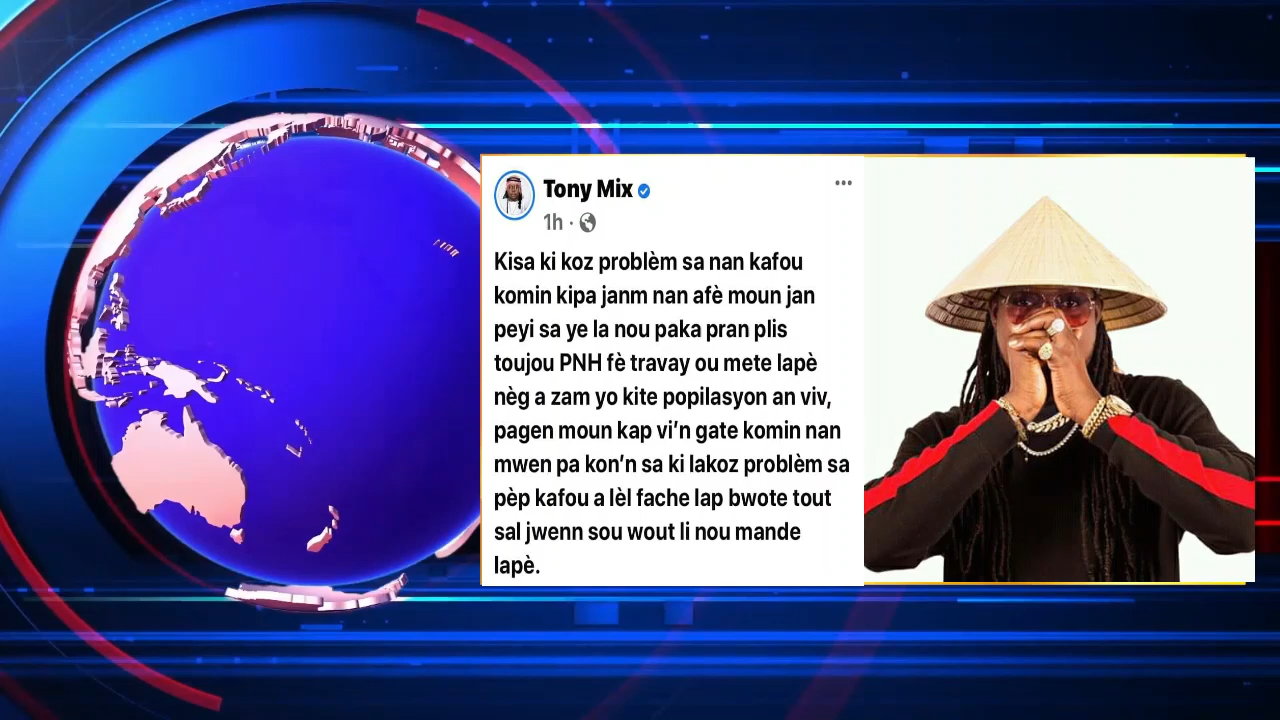 Tony Mix
1h ·
Kisa ki koz problèm sa nan kafou
komin kipa janm nan afè moun jan
peyi sa ye la nou paka pran plis
toujou PNH fè travay ou mete lapè
nèg a zam yo kite popilasyon an viv,
pagen moun kap vi’n gate komin nan
mwen pa kon’n sa ki lakoz problèm sa
pèp kafou a lèl fache lap bwote tout
sal jwenn sou wout li nou mande
lapè.